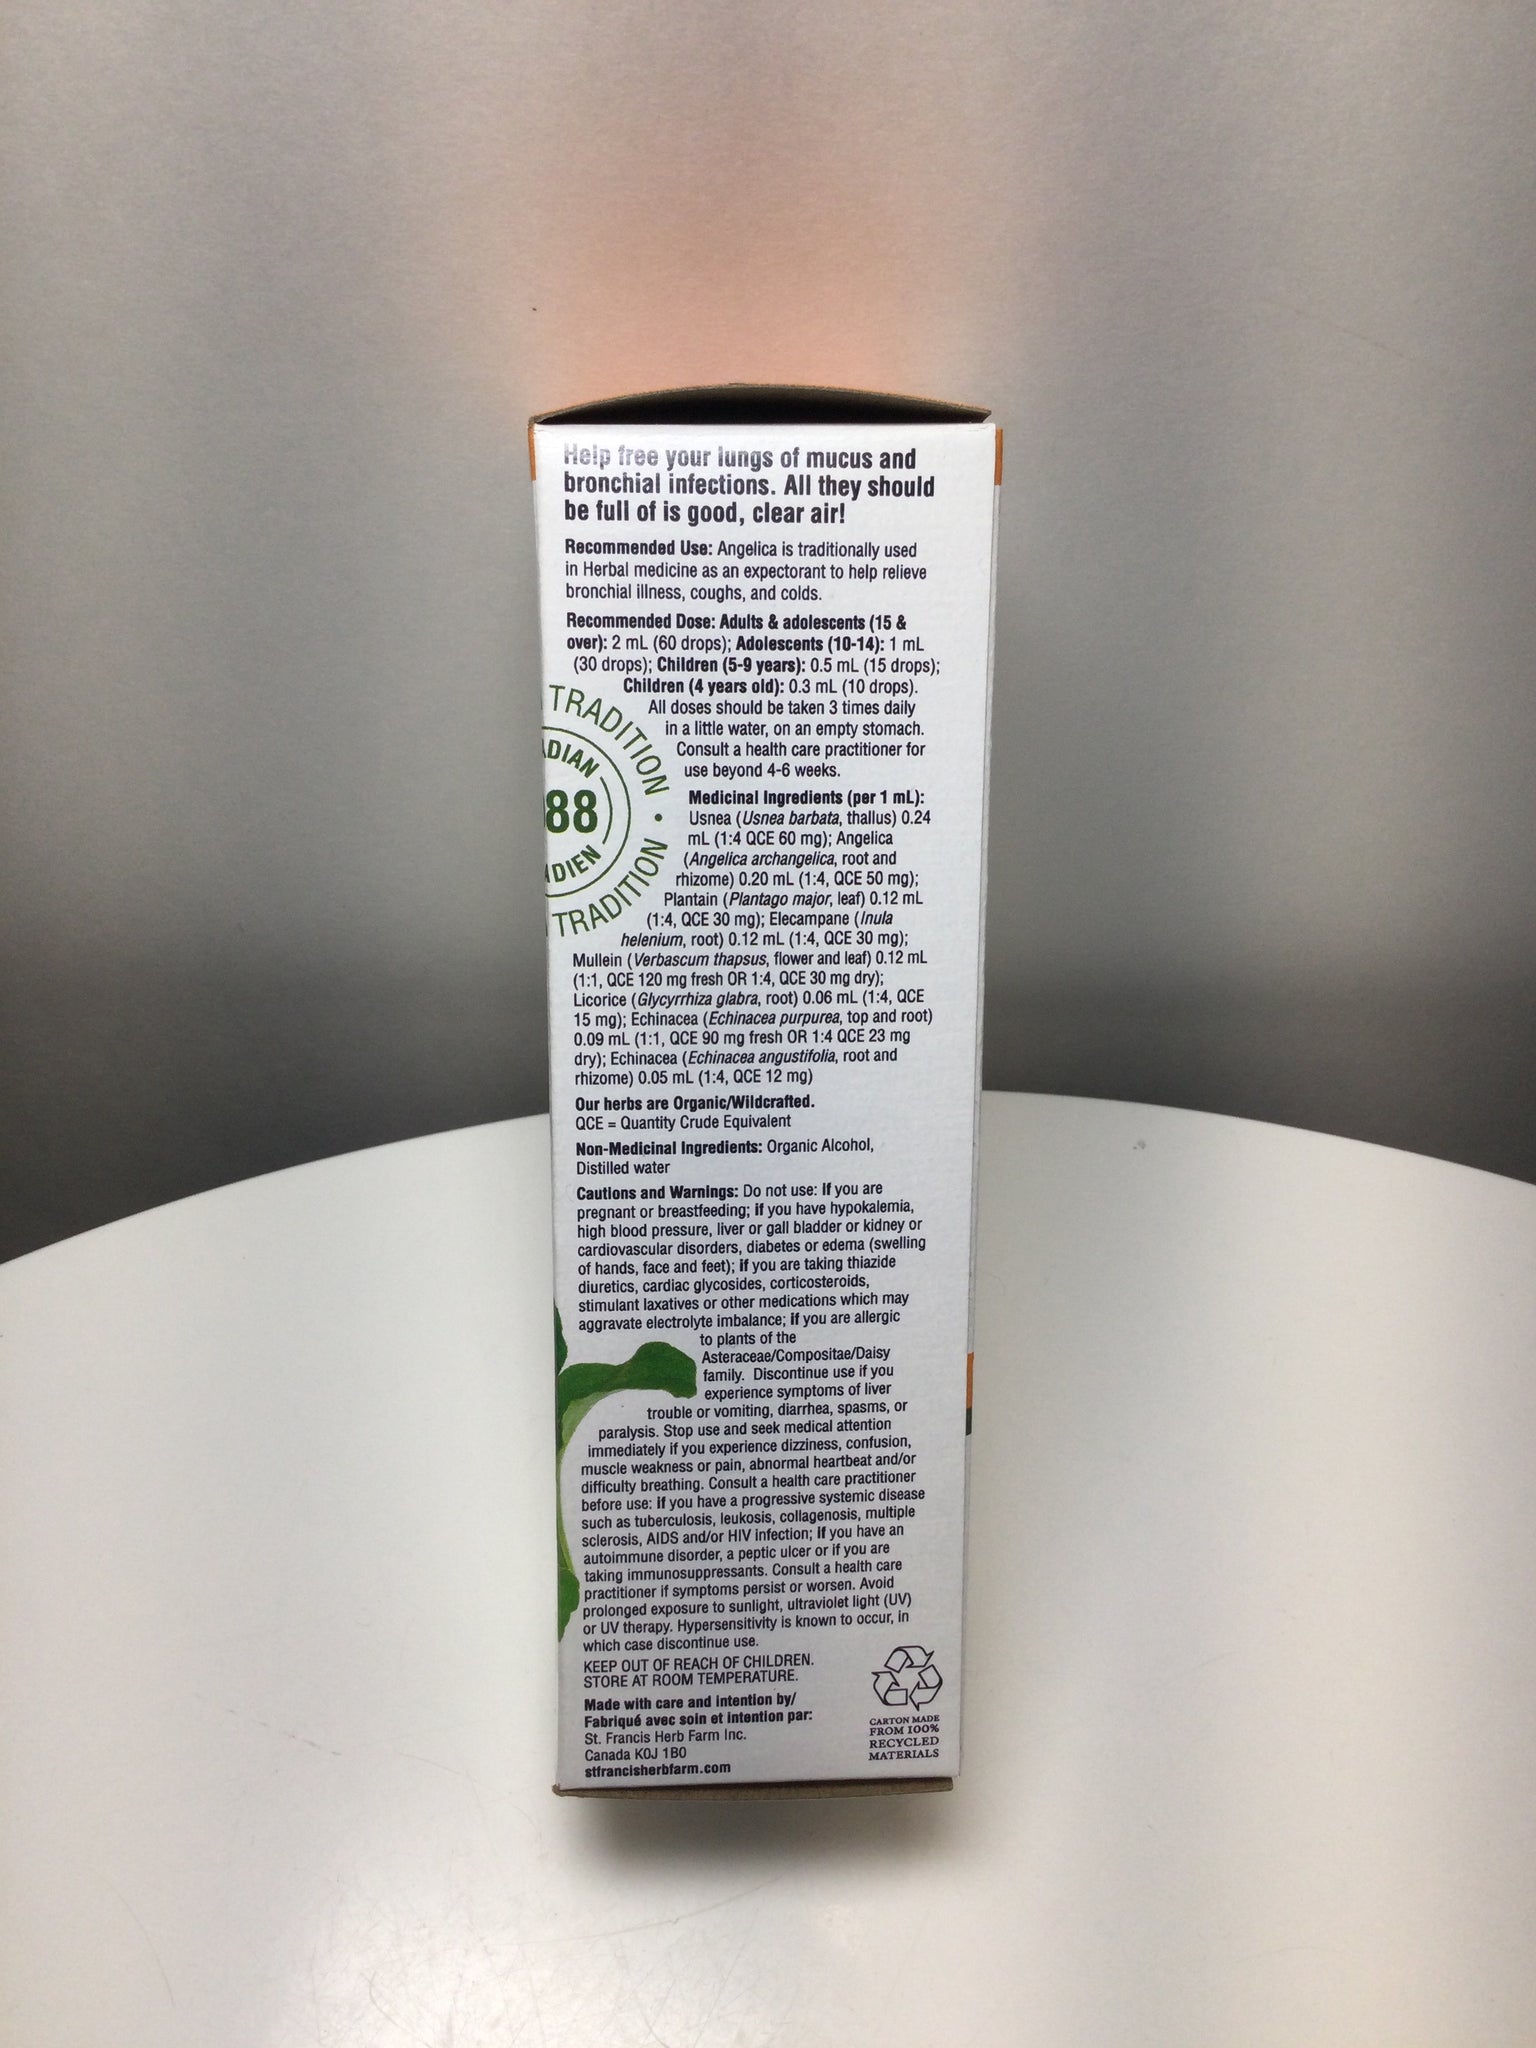 Help free your lungs of mucus and
bronchial infections. All they should
be full of is good, clear air!
Recommended Use: Angelica is traditionally used
in Herbal medicine as an expectorant to help relieve
bronchial illness, coughs, and colds.
Recommended Dose: Adults & adolescents (15 &
over): 2 mL (60 drops); Adolescents (10-14): 1 mL
(30 drops); Children (5-9 years): 0.5 mL (15 drops);
Children (4 years old): 0.3 mL (10 drops).
All doses should be taken 3 times daily
in a little water, on an empty stomach.
Consult a health care practitioner for
use beyond 4-6 weeks.
TRADITION •
ADIAN
88
ADIEN
TRADITION
Medicinal Ingredients (per 1 mL):
Usnea (Usnea barbata, thallus) 0.24
mL (1:4 QCE 60 mg); Angelica
(Angelica archangelica, root and
rhizome) 0.20 mL (1:4, QCE 50 mg);
Plantain (Plantago major, leaf) 0.12 mL
(1:4, QCE 30 mg); Elecampane (Inula
helenium, root) 0.12 mL (1:4, QCE 30 mg);
Mullein (Verbascum thapsus, flower and leaf) 0.12 mL
(1:1, QCE 120 mg fresh OR 1:4, QCE 30 mg dry);
Licorice (Glycyrrhiza glabra, root) 0.06 mL (1:4, QCE
15 mg); Echinacea (Echinacea purpurea, top and root)
0.09 mL (1:1, QCE 90 mg fresh OR 1:4 QCE 23 mg
dry); Echinacea (Echinacea angustifolia, root and
rhizome) 0.05 mL (1:4, QCE 12 mg)
Our herbs are Organic/Wildcrafted.
QCE = Quantity Crude Equivalent
Non-Medicinal Ingredients: Organic Alcohol,
Distilled water
Cautions and Warnings: Do not use: if you are
pregnant or breastfeeding; if you have hypokalemia,
high blood pressure, liver or gall bladder or kidney or
cardiovascular disorders, diabetes or edema (swelling
of hands, face and feet); if you are taking thiazide
diuretics, cardiac glycosides, corticosteroids,
stimulant laxatives or other medications which may
aggravate electrolyte imbalance; if you are allergic
to plants of the
Asteraceae/Compositae/Daisy
family. Discontinue use if you
experience symptoms of liver
trouble or vomiting, diarrhea, spasms, or
paralysis. Stop use and seek medical attention
immediately if you experience dizziness, confusion,
muscle weakness or pain, abnormal heartbeat and/or
difficulty breathing. Consult a health care practitioner
before use: if you have a progressive systemic disease
such as tuberculosis, leukosis, collagenosis, multiple
sclerosis, AIDS and/or HIV infection; if you have an
autoimmune disorder, a peptic ulcer or if you are
taking immunosuppressants. Consult a health care
practitioner if symptoms persist or worsen. Avoid
prolonged exposure to sunlight, ultraviolet light (UV)
or UV therapy. Hypersensitivity is known to occur, in
which case discontinue use.
KEEP OUT OF REACH OF CHILDREN.
STORE AT ROOM TEMPERATURE.
Made with care and intention by/
Fabriqué avec soin et intention par:
St. Francis Herb Farm Inc.
Canada K0J 1B0
stfrancisherbfarm.com
CARTON MADE
FROM 100%
RECYCLED
MATERIALS